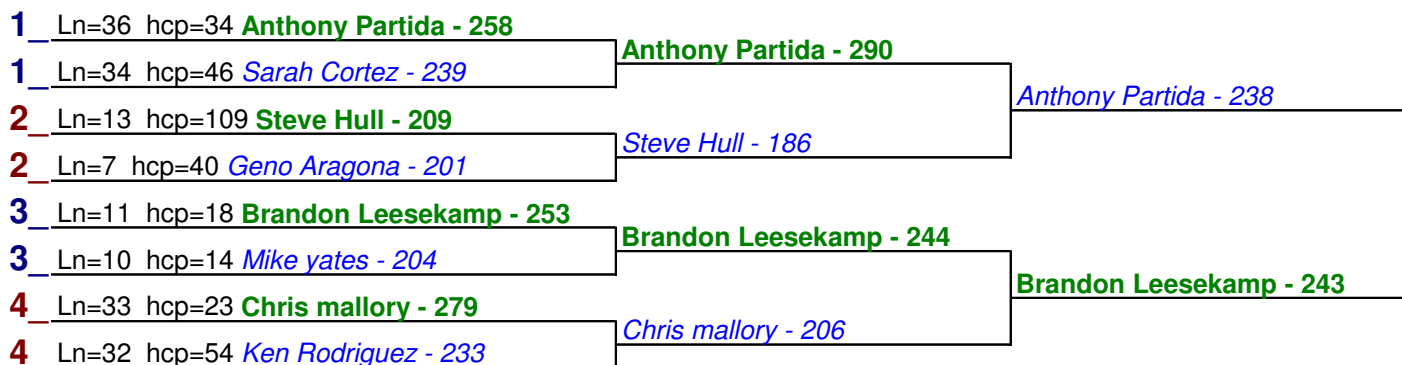 1_ Ln=36 hcp=34 Anthony Partida - 258
Anthony Partida - 290
1_ Ln=34 hcp=46 Sarah Cortez - 239
Anthony Partida - 238
2_ Ln=13 hcp=109 Steve Hull - 209
Steve Hull - 186
2_ Ln=7 hcp=40 Geno Aragona - 201
3_ Ln=11 hcp=18 Brandon Leesekamp - 253
Brandon Leesekamp - 244
3_ Ln=10 hcp=14 Mike yates - 204
Brandon Leesekamp - 243
4_ Ln=33 hcp=23 Chris mallory - 279
Chris mallory - 206
4 Ln=32 hcp=54 Ken Rodriguez - 233